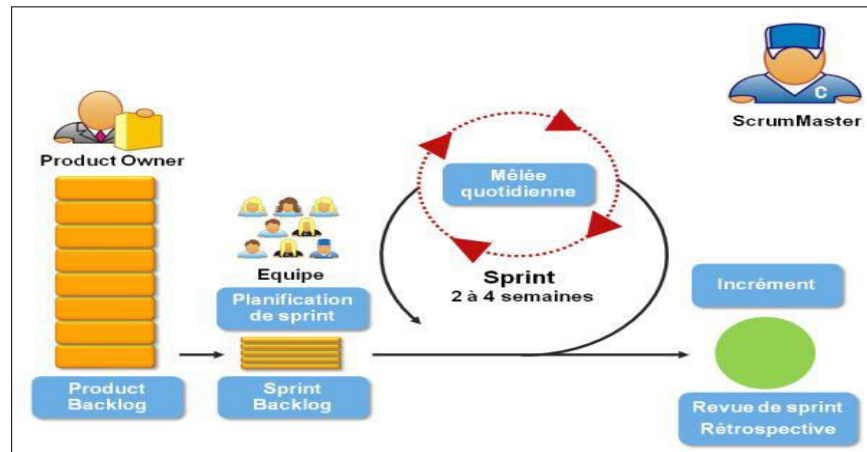 Product Owner
C
ScrumMaster
Mêlée
quotidienne
Equipe
Sprint
2 à 4 semaines
Planification
de sprint
Incrément
Product
Backlog
Sprint
Backlog
Revue de sprint
Rétrospective